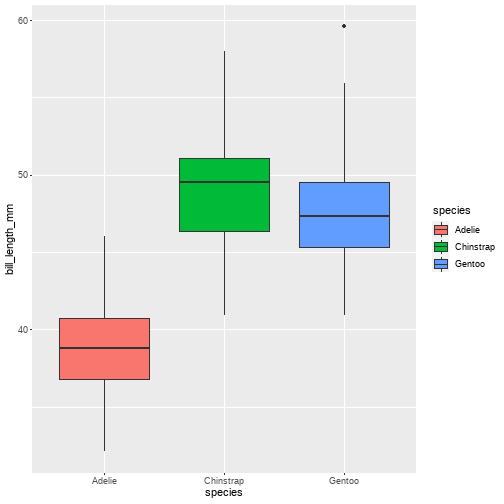 60
50
40
bill_length_mm
Adelie
Chinstrap
Gentoo
species
species
Adelie
Chinstrap
Gentoo